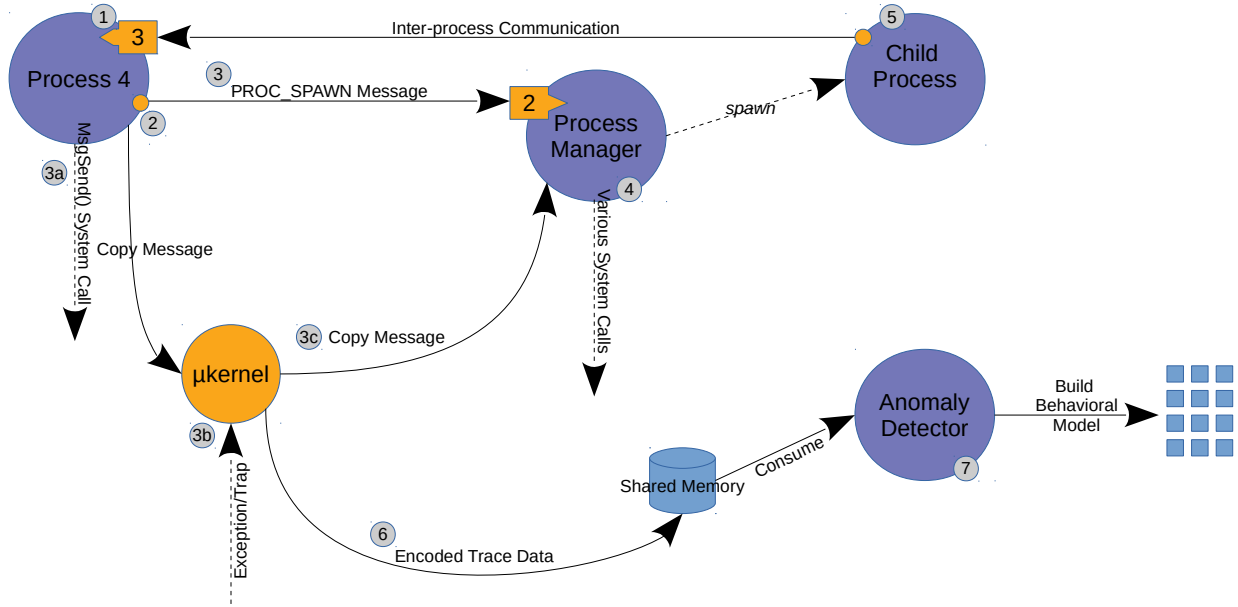 1
3
Inter-process Communication
5
Process 4
Child
Process
3
PROC_SPAWN Message
2
2
Process
Manager
spawn
3a
MsgSend() System Call
4
Various System Calls
Copy Message
3c
Copy Message
µkernel
3b
Exception/Trap
Anomaly
Detector
7
Build
Behavioral
Model
Shared Memory
Consume
6
Encoded Trace Data